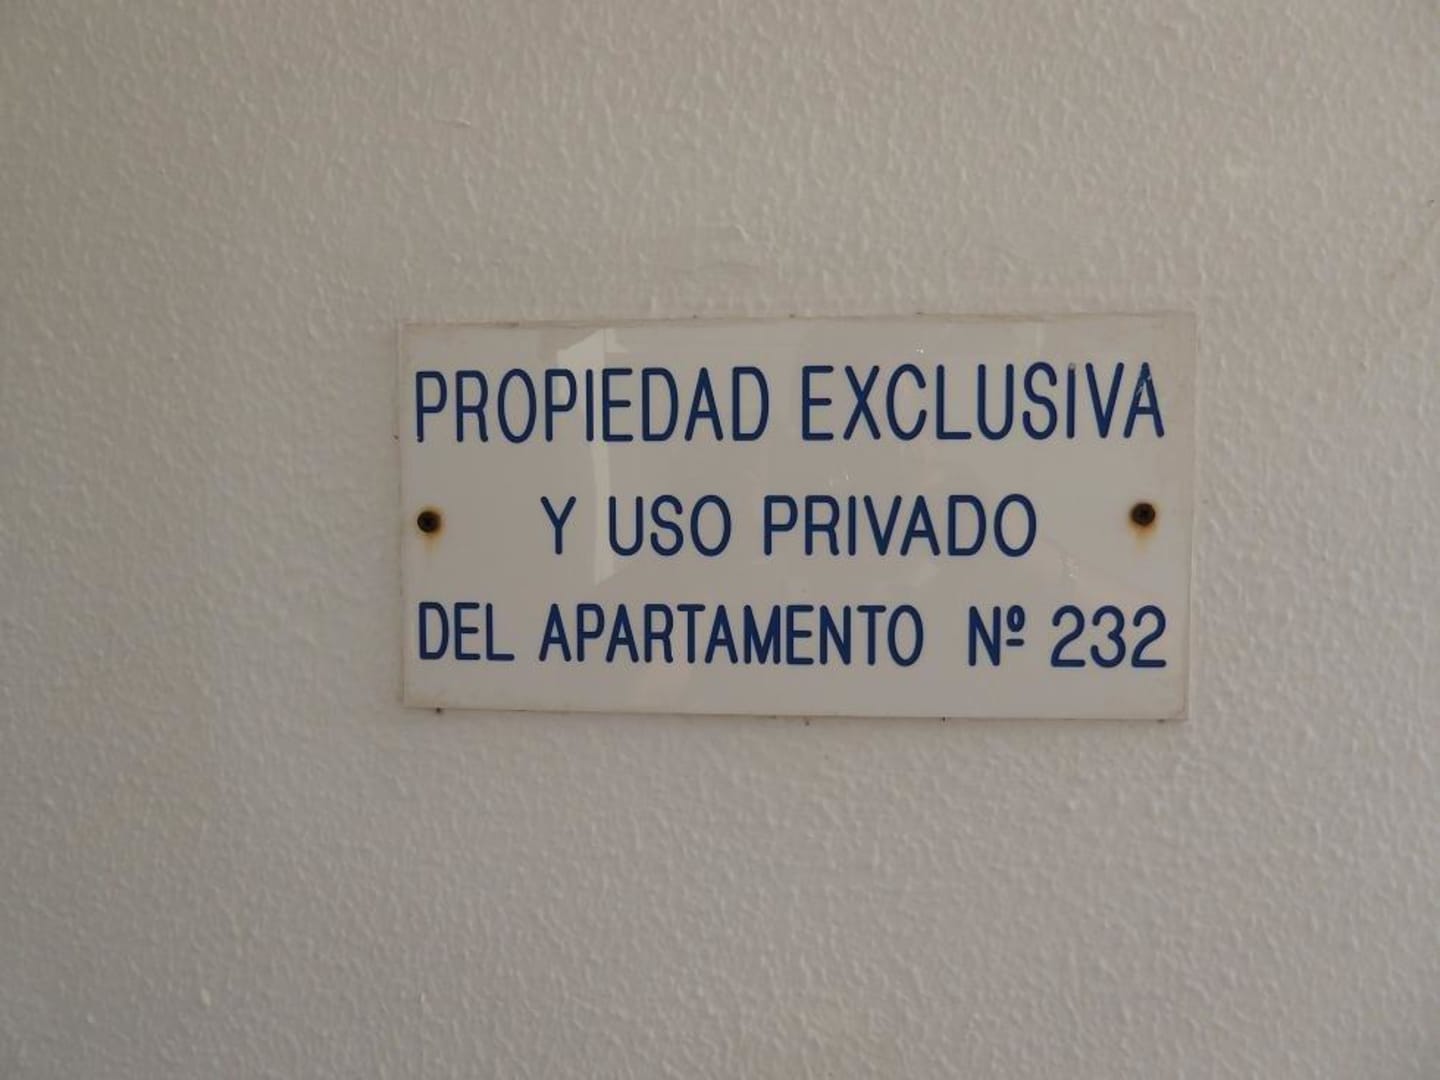 PROPIEDAD EXCLUSIVA
Y USO PRIVADO
DEL APARTAMENTO Nº 232